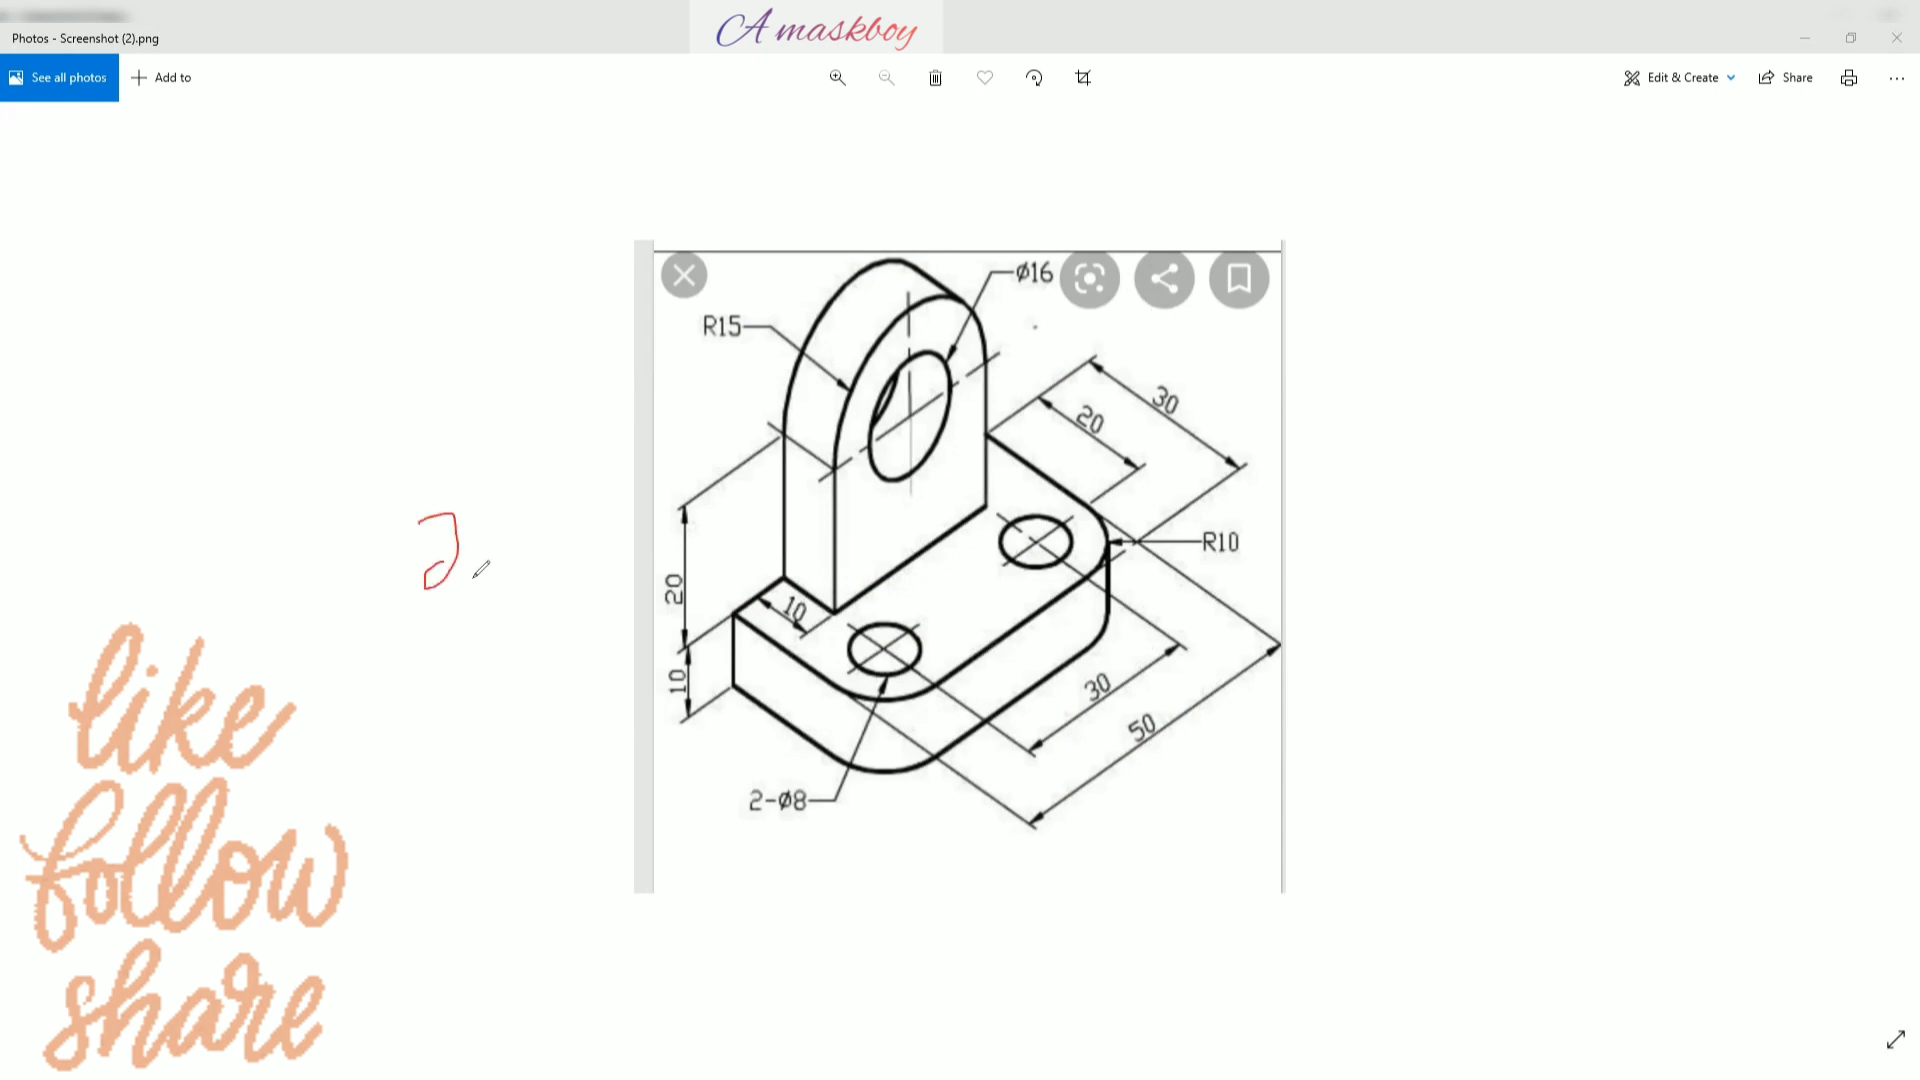 A maskboy
Photos - Screenshot (2).png
See all photos
Add to
Edit & Create
Share
Ø16
R15
30
20
R10
20
10
10
30
50
2-Ø8
2
like
follow
share